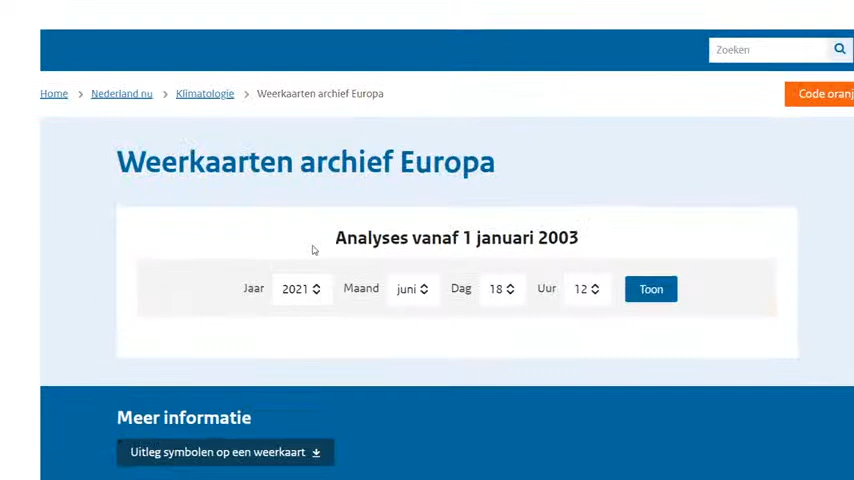 Zoeken
Home > Nederland nu > Klimatologie > Weerkaarten archief Europa
Code oranj
Weerkaarten archief Europa
Analyses vanaf 1 januari 2003
Jaar 2021 Maand juni Dag 18 Uur 12 Toon
Meer informatie
Uitleg symbolen op een weerkaart